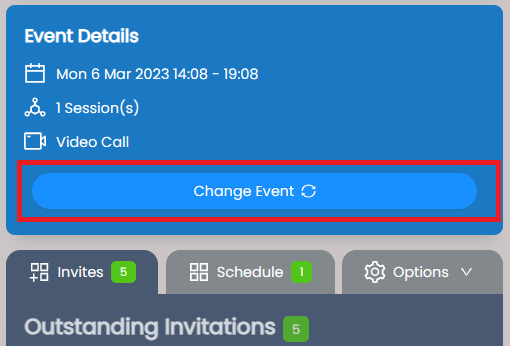 Event Details
Mon 6 Mar 2023 14:08 - 19:08
1 Session(s)
Video Call
Change Event
Invites 5 Schedule 1 Options
Outstanding Invitations 5